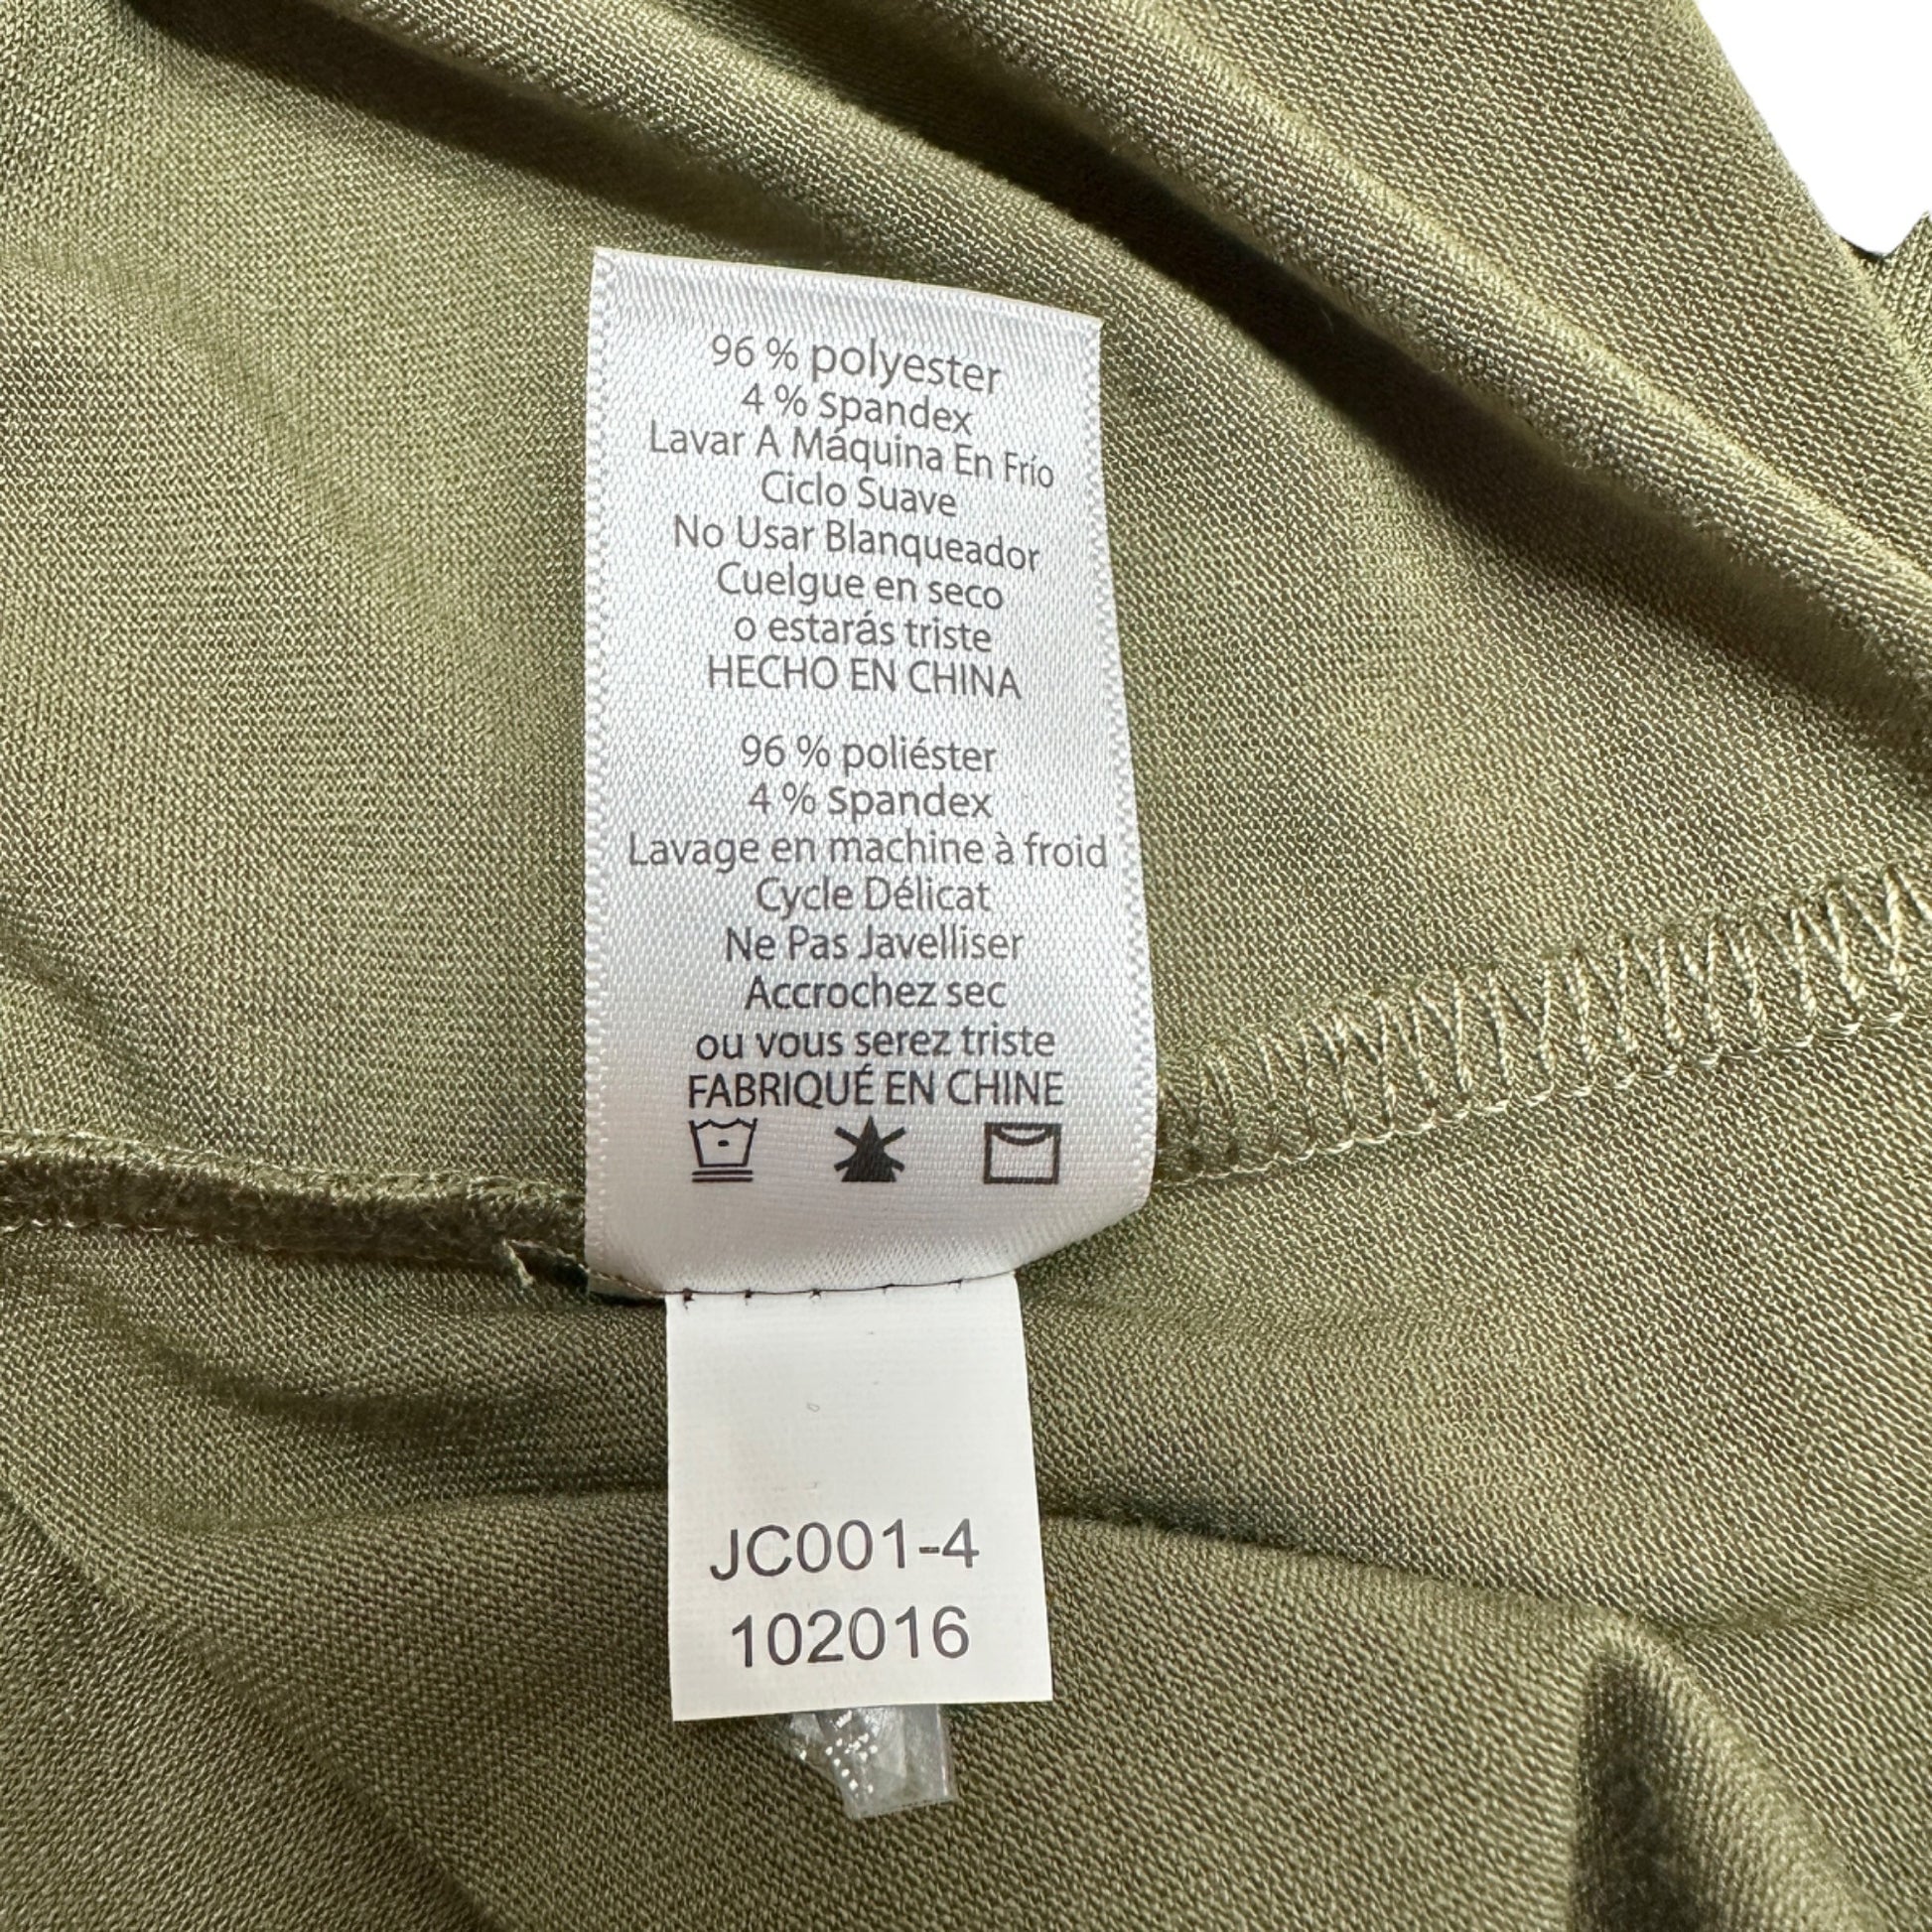 96 % polyester
4 % spandex
Lavar A Máquina En Frío
Ciclo Suave
No Usar Blanqueador
Cuelgue en seco
o estarás triste
HECHO EN CHINA
96 % poliéster
4 % spandex
Lavage en machine à froid
Cycle Délicat
Ne Pas Javelliser
Accrochez sec
ou vous serez triste
FABRIQUÉ EN CHINE
JC001-4
102016